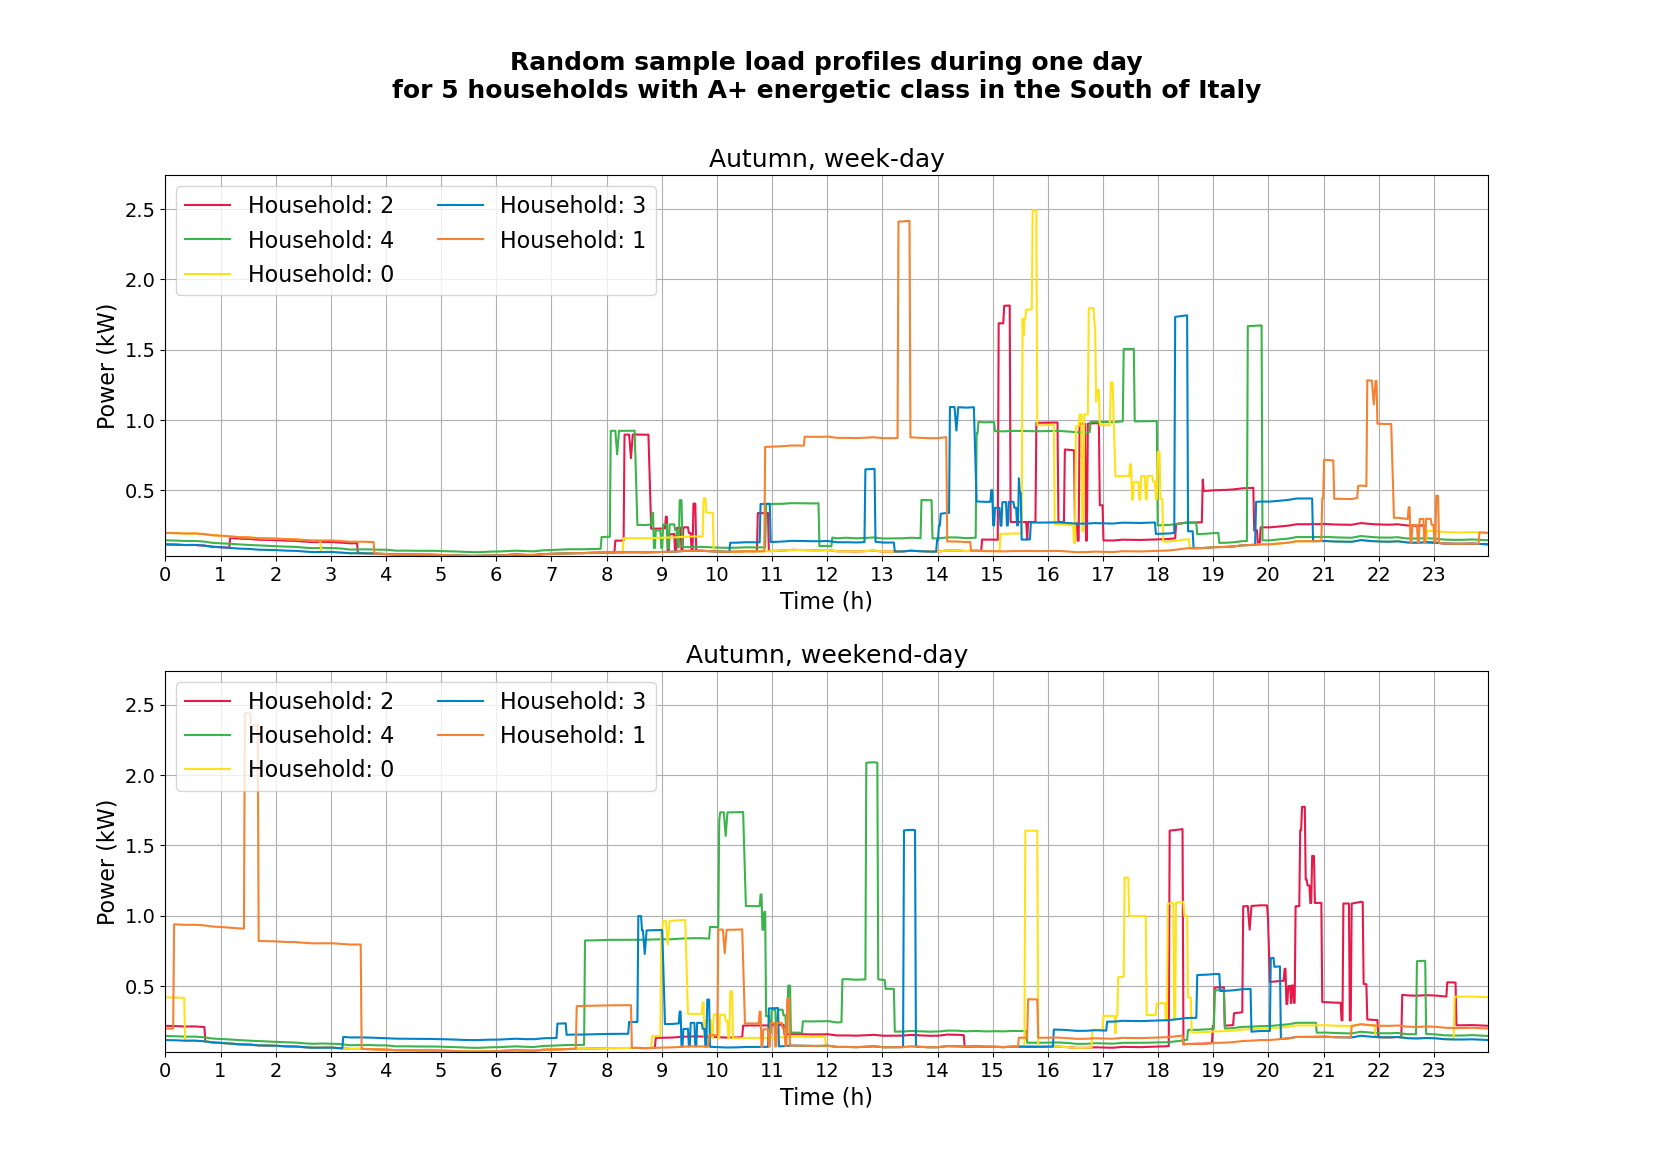 Random sample load profiles during one day
for 5 households with A+ energetic class in the South of Italy
Autumn, week-day
Household: 2
Household: 4
Household: 0
Household: 3
Household: 1
2.5
2.0
1.5
1.0
0.5
Power (kW)
0 1 2 3 4 5 6 7 8 9 10 11 12 13 14 15 16 17 18 19 20 21 22 23
Time (h)
Autumn, weekend-day
Household: 2
Household: 4
Household: 0
Household: 3
Household: 1
2.5
2.0
1.5
1.0
0.5
Power (kW)
0 1 2 3 4 5 6 7 8 9 10 11 12 13 14 15 16 17 18 19 20 21 22 23
Time (h)